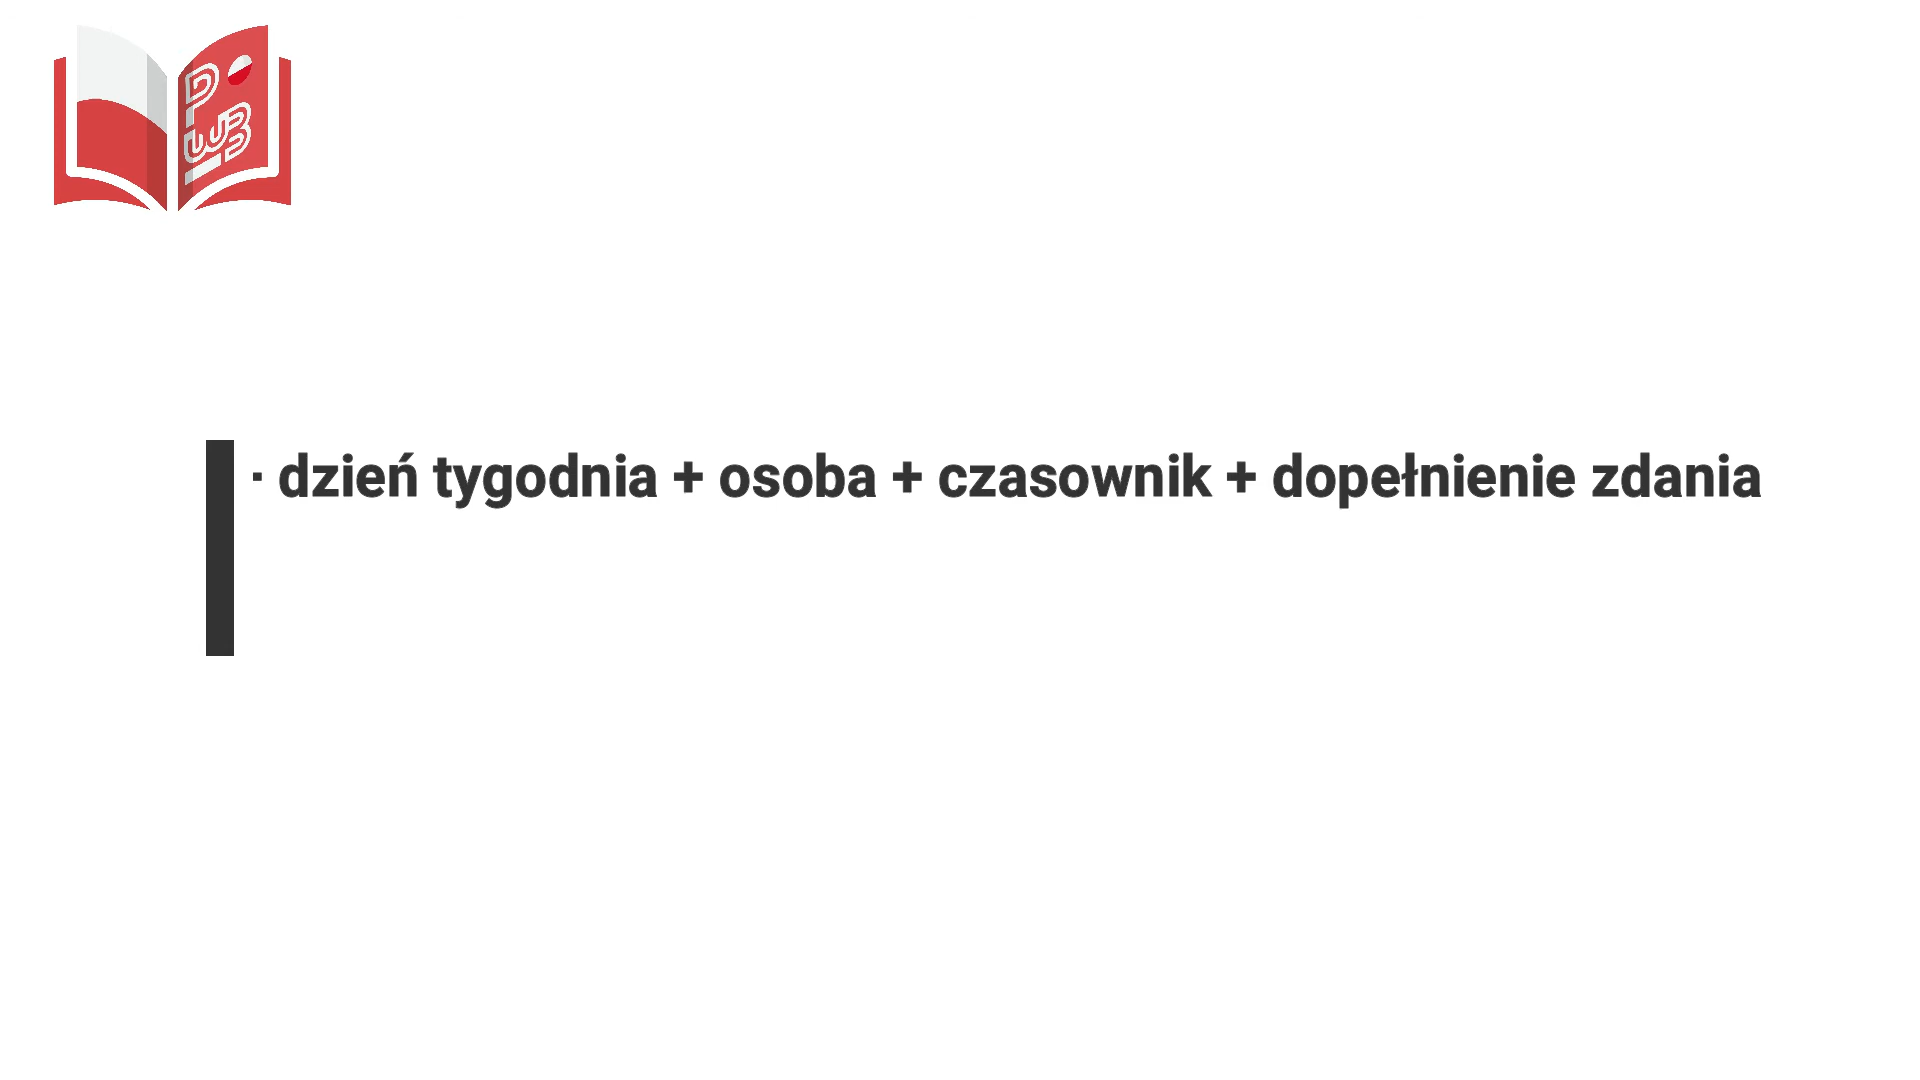 · dzień tygodnia + osoba + czasownik + dopełnienie zdania